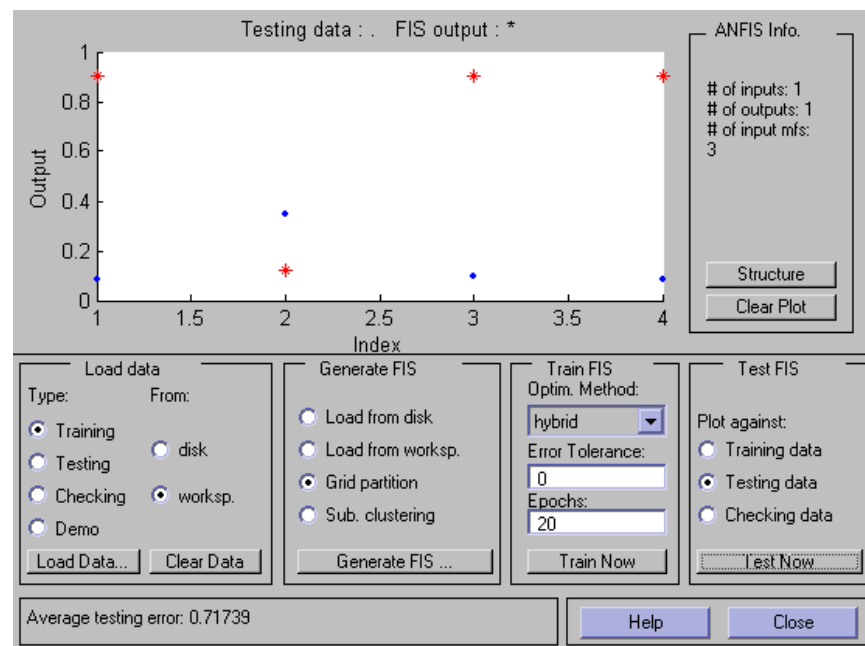 Testing data : . FIS output : *
1
0.8
0.6
0.4
0.2
0
Output
1 1.5 2 2.5 3 3.5 4
Index
ANFIS Info.
# of inputs: 1
# of outputs: 1
# of input mfs:
3
Structure
Clear Plot
Load data
Type: From:
Training
Testing
Checking
Demo
disk
worksp.
Load Data... Clear Data
Generate FIS
Load from disk
Load from worksp.
Grid partition
Sub. clustering
Generate FIS ...
Train FIS
Optim. Method:
hybrid
Error Tolerance:
0
Epochs:
20
Train Now
Test FIS
Plot against:
Training data
Testing data
Checking data
Test Now
Average testing error: 0.71739
Help Close